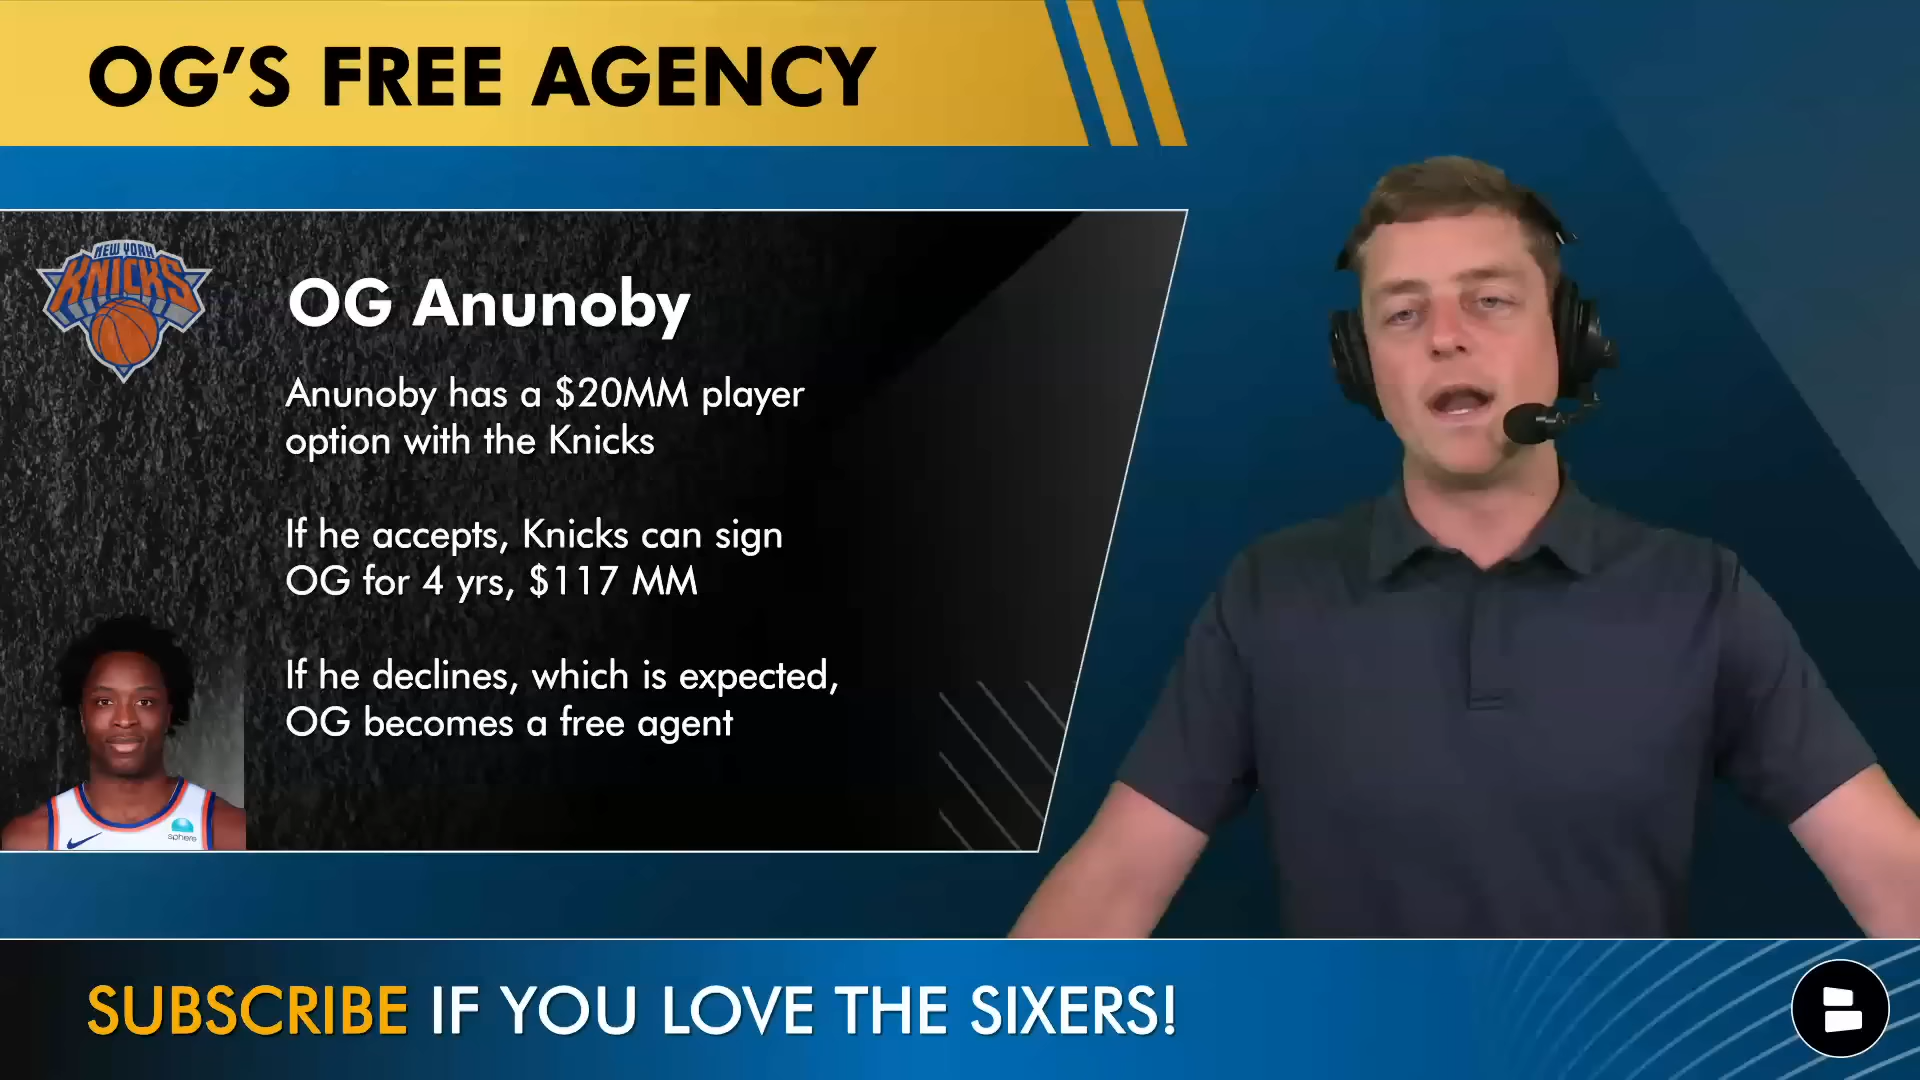 OG'S FREE AGENCY
NEW YORK
KNICKS
OG Anunoby
Anunoby has a $20MM player
option with the Knicks
If he accepts, Knicks can sign
OG for 4 yrs, $117 MM
If he declines, which is expected,
OG becomes a free agent
sphere
SUBSCRIBE IF YOU LOVE THE SIXERS!